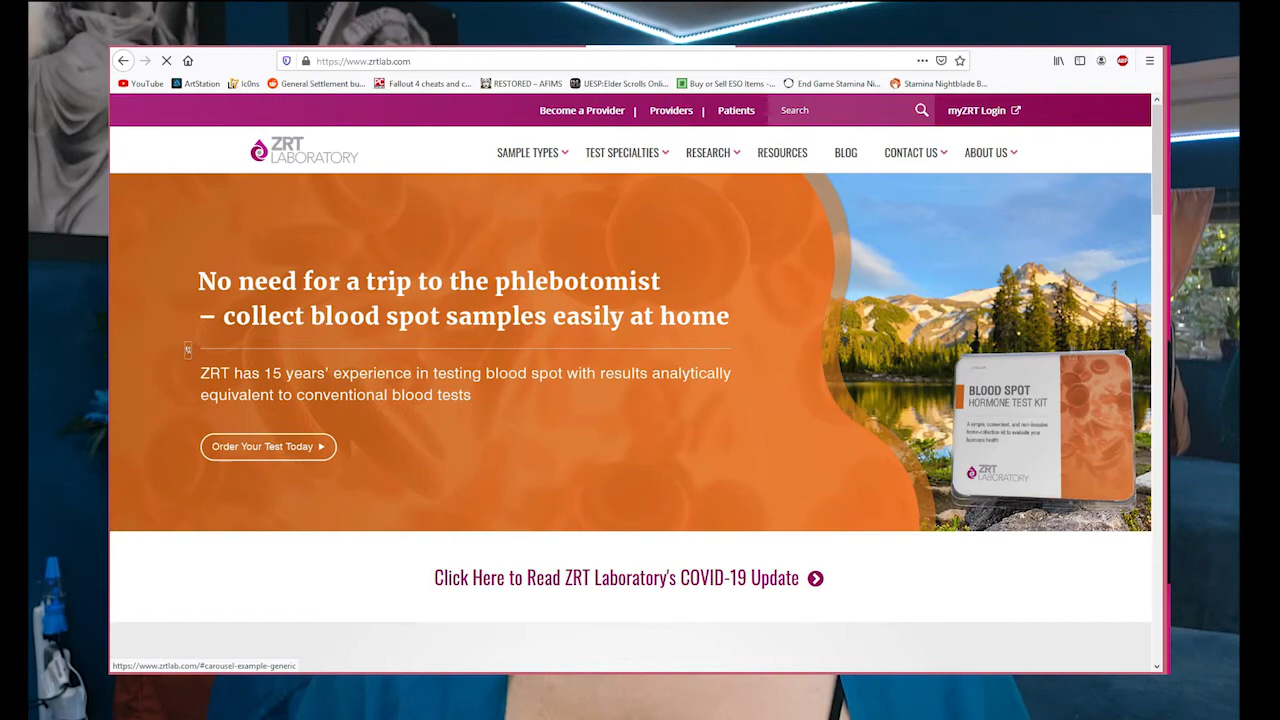 https://www.zrtlab.com
YouTube ArtStation Ic0ns General Settlement bu... Fallout 4 cheats and c... RESTORED – AFIMS UESP:Elder Scrolls Onli... Buy or Sell ESO Items -... End Game Stamina Ni... Stamina Nightblade B...
Become a Provider | Providers | Patients Search myZRT Login
ZRT LABORATORY
SAMPLE TYPES TEST SPECIALTIES RESEARCH RESOURCES BLOG CONTACT US ABOUT US
No need for a trip to the phlebotomist
– collect blood spot samples easily at home
ZRT has 15 years' experience in testing blood spot with results analytically
equivalent to conventional blood tests
Order Your Test Today
BLOOD SPOT
HORMONE TEST KIT
A simple, convenient, and non-invasive
home-collection kit to evaluate your
hormone health
ZRT
LABORATORY
Click Here to Read ZRT Laboratory's COVID-19 Update
https://www.zrtlab.com/#carousel-example-generic